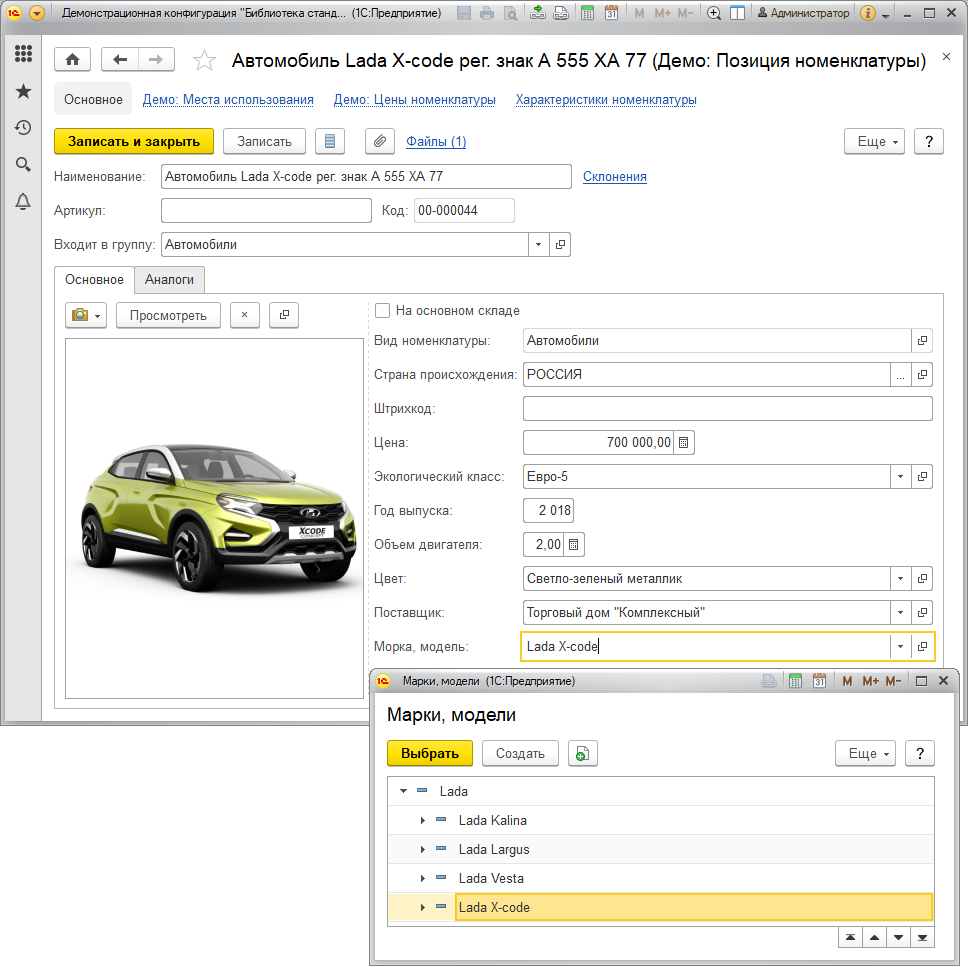 Демонстрационная конфигурация "Библиотека станд... (1С:Предприятие)
M M+ M- Администратор
Автомобиль Lada X-code рег. знак А 555 ХА 77 (Демо: Позиция номенклатуры)
Основное Демо: Места использования Демо: Цены номенклатуры Характеристики номенклатуры
Записать и закрыть Записать Файлы (1) Еще ?
Наименование: Автомобиль Lada X-code рег. знак А 555 ХА 77 Склонения
Артикул: Код: 00-000044
Входит в группу: Автомобили
Основное Аналоги
Просмотреть ×
На основном складе
Вид номенклатуры: Автомобили
Страна происхождения: РОССИЯ ...
Штрихкод:
Цена: 700 000,00
Экологический класс: Евро-5
Год выпуска: 2 018
Объем двигателя: 2,00
Цвет: Светло-зеленый металлик
Поставщик: Торговый дом "Комплексный"
Морка, модель: Lada X-code
XCODE
CONCEPT
Марки, модели (1С:Предприятие) 31 M M+ M-
Марки, модели
Выбрать Создать Еще ?
Lada
Lada Kalina
Lada Largus
Lada Vesta
Lada X-code